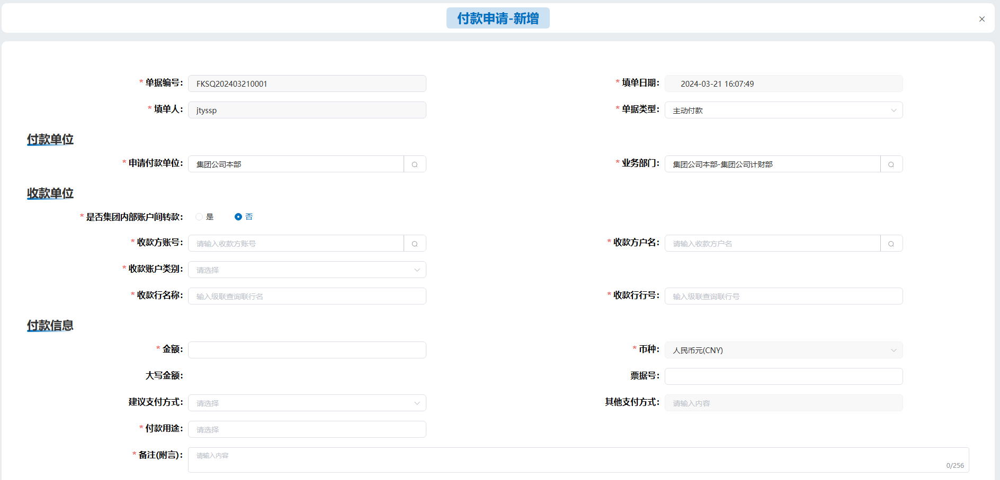 付款申请-新增
* 单据编号： FKSQ202403210001
* 填单日期： 2024-03-21 16:07:49
* 填单人： jtyssp
* 单据类型： 主动付款
付款单位
* 申请付款单位： 集团公司本部
* 业务部门： 集团公司本部-集团公司计财部
收款单位
* 是否集团内部账户间转款： 是 否
* 收款方账号： 请输入收款方账号
* 收款方户名： 请输入收款方户名
* 收款账户类别： 请选择
* 收款行名称： 输入级联查询联行名
* 收款行行号： 输入级联查询联行号
付款信息
* 金额：
* 币种： 人民币元(CNY)
大写金额：
票据号：
建议支付方式： 请选择
其他支付方式： 请输入内容
* 付款用途： 请选择
* 备注(附言)： 请输入内容
0/256